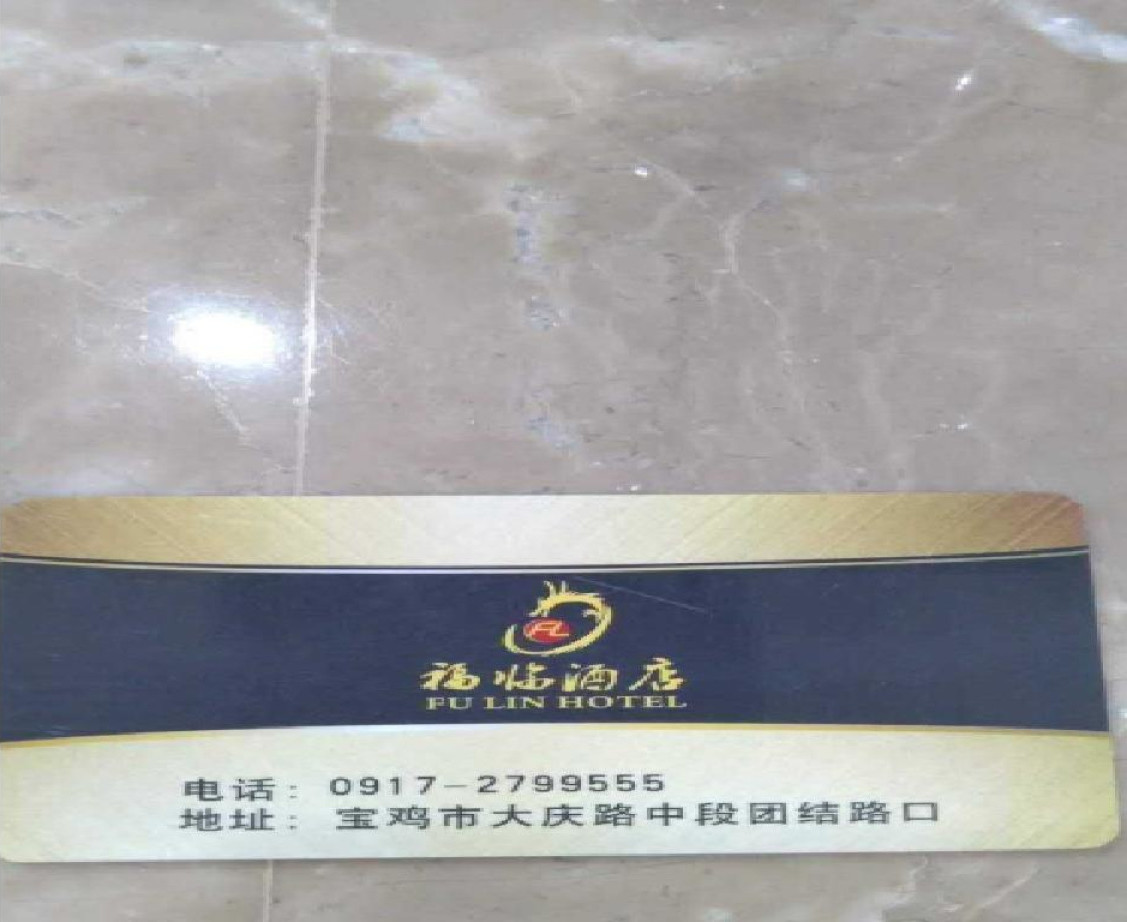 FL
福临酒店
FU LIN HOTEL
电话：0917-2799555
地址：宝鸡市大庆路中段团结路口